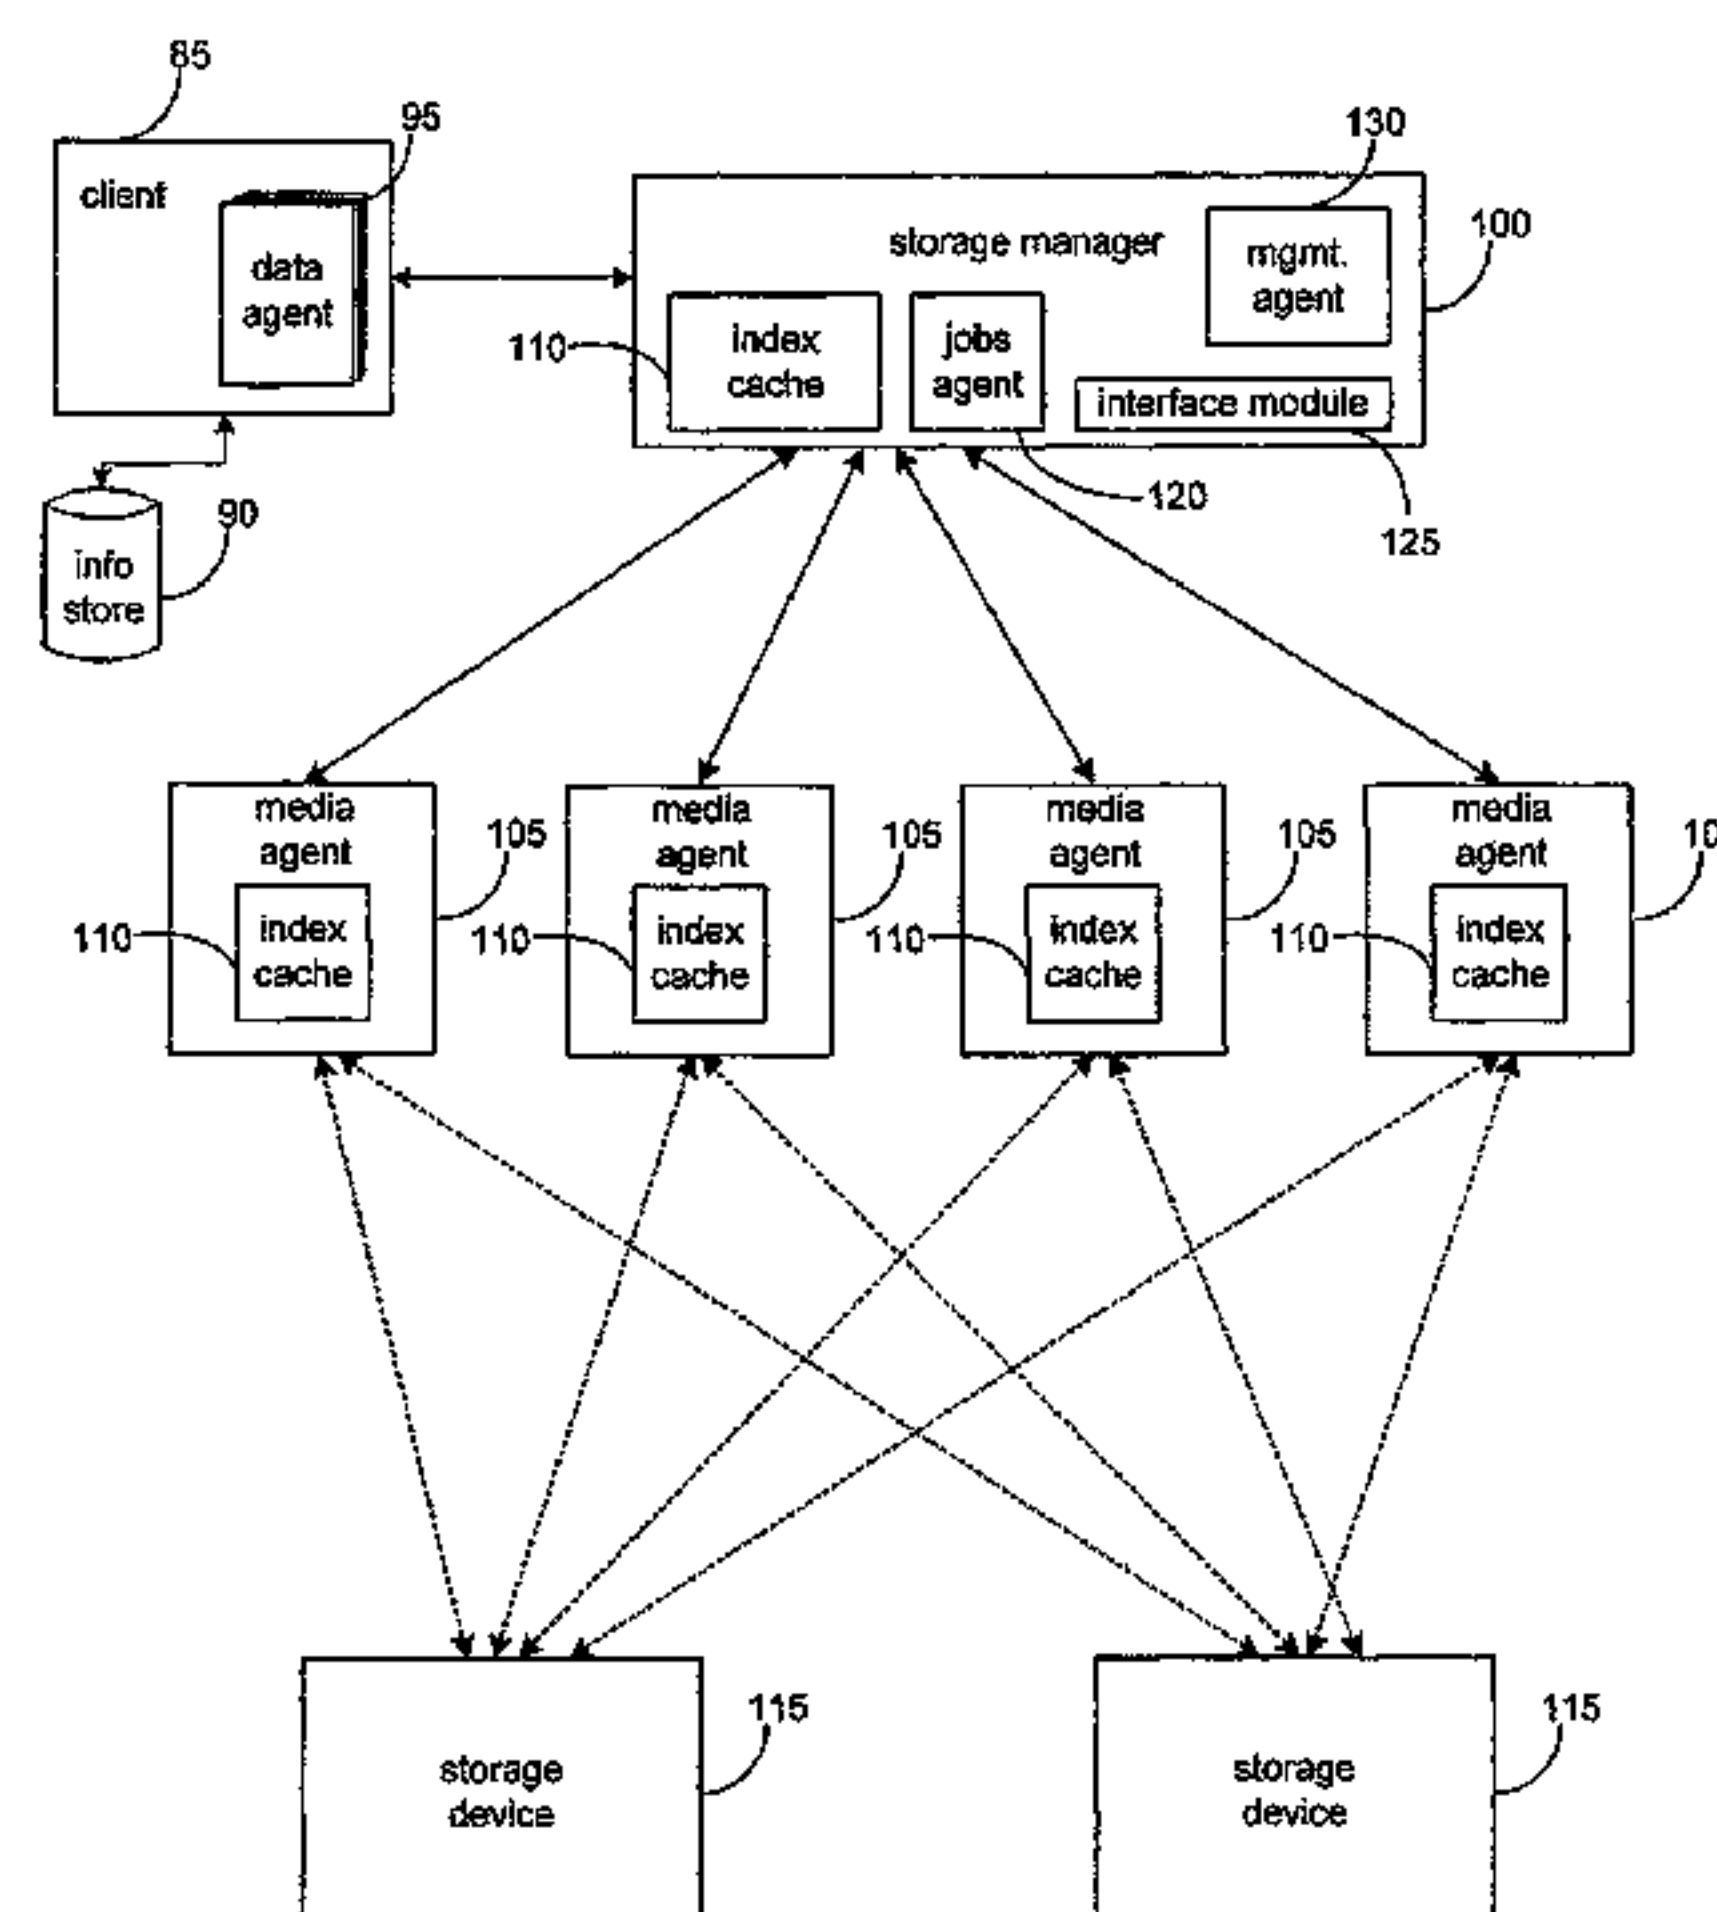 85
95
130
client
100
storage manager
mgmt.
agent
data
agent
110
index
cache
jobs
agent
interface module
90
120
125
info
store
media
agent
105
media
agent
105
media
agent
105
media
agent
10
110
index
cache
110
index
cache
110
index
cache
110
index
cache
115
115
storage
device
storage
device